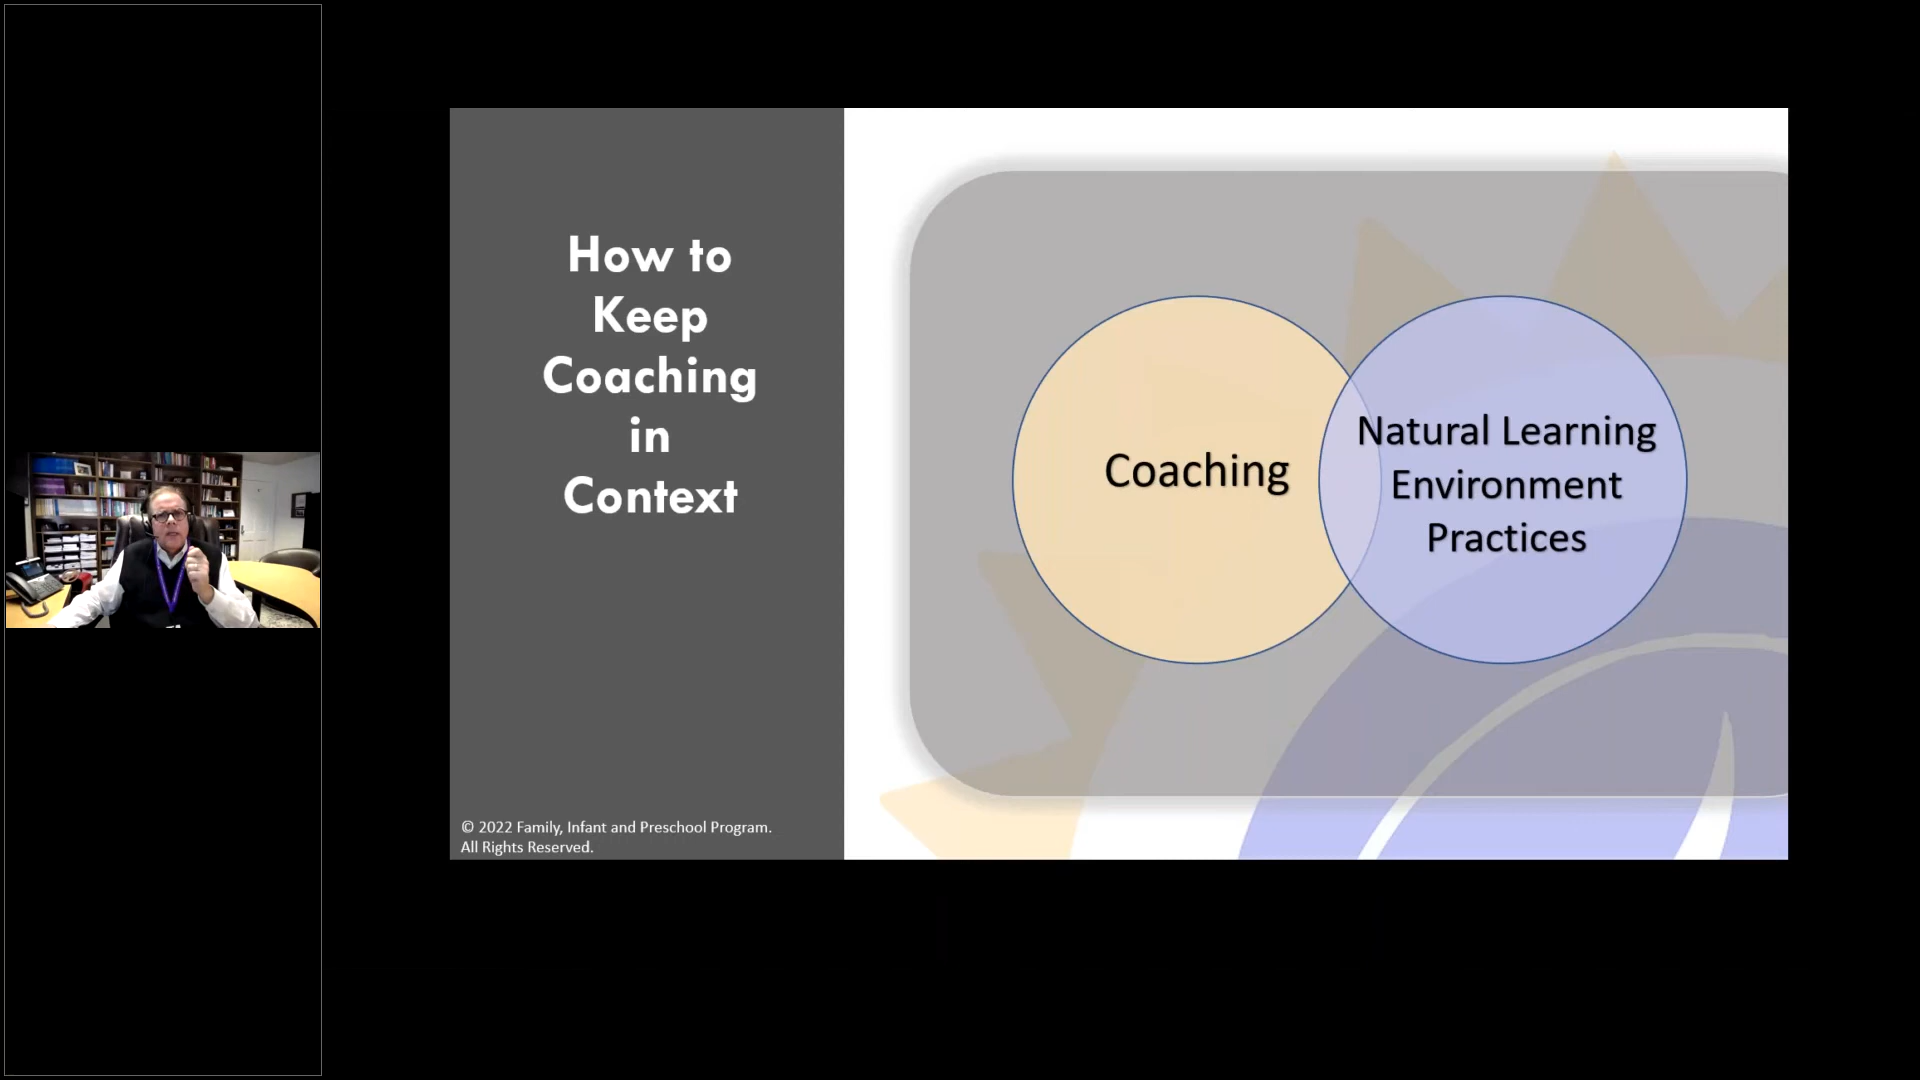 How to
Keep
Coaching
in
Context
Coaching
Natural Learning
Environment
Practices
© 2022 Family, Infant and Preschool Program.
All Rights Reserved.